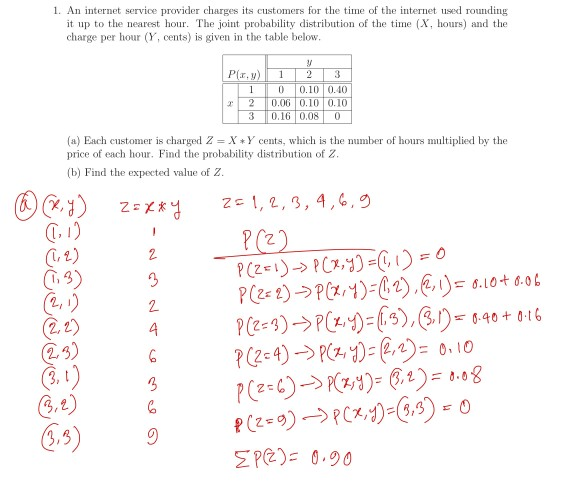 1. An internet service provider charges its customers for the time of the internet used rounding
it up to the nearest hour. The joint probability distribution of the time (X, hours) and the
charge per hour (Y, cents) is given in the table below.
y
P(x, y) 1 2 3
1 0 0.10 0.40
x 2 0.06 0.10 0.10
3 0.16 0.08 0
(a) Each customer is charged Z = X * Y cents, which is the number of hours multiplied by the
price of each hour. Find the probability distribution of Z.
(b) Find the expected value of Z.
(a) (x,y) Z = x * y Z = 1, 2, 3, 4, 6, 9
(1,1) 1 P(Z)
(1,2) 2 P(Z=1) → P(x,y) = (1,1) = 0
(1,3) 3 P(Z=2) → P(x,y) = (1,2), (2,1) = 0.10 + 0.06
(2,1) 2 P(Z=3) → P(x,y) = (1,3), (3,1) = 0.40 + 0.16
(2,2) 4 P(Z=4) → P(x,y) = (2,2) = 0.10
(2,3) 6 P(Z=6) → P(x,y) = (3,2) = 0.08
(3,1) 3 P(Z=9) → P(x,y) = (3,3) = 0
(3,2) 6
(3,3) 9 ΣP(Z) = 0.90